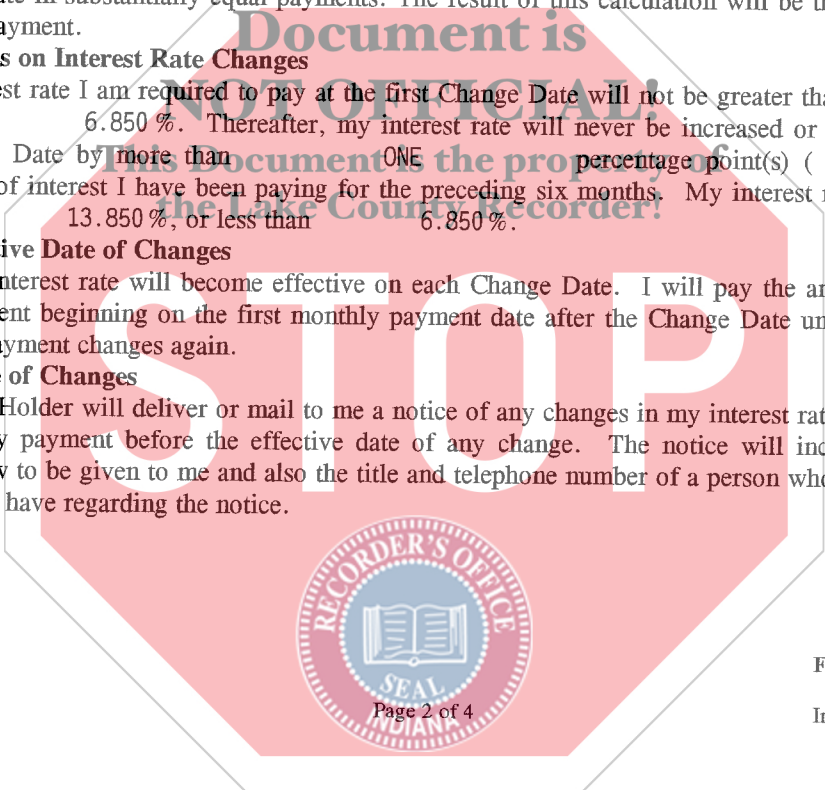 in substantially equal payments. The result of this calculation will be
ayment.
Document is
s on Interest Rate Changes
est rate I am required to pay at the first Change Date will not be greater tha
NOT OFFICIAL!
6.850 %. Thereafter, my interest rate will never be increased or
Date by more than ONE percentage point(s) (
This Document is the property of
of interest I have been paying for the preceding six months. My interest
the Lake County Recorder!
13.850 %, or less than 6.850 %.
ive Date of Changes
nterest rate will become effective on each Change Date. I will pay the a
ent beginning on the first monthly payment date after the Change Date un
ayment changes again.
STOP
of Changes
Holder will deliver or mail to me a notice of any changes in my interest rat
y payment before the effective date of any change. The notice will inc
w to be given to me and also the title and telephone number of a person who
have regarding the notice.
RECORDER'S OFFICE
SEAL
INDIANA
F
Page 2 of 4
In